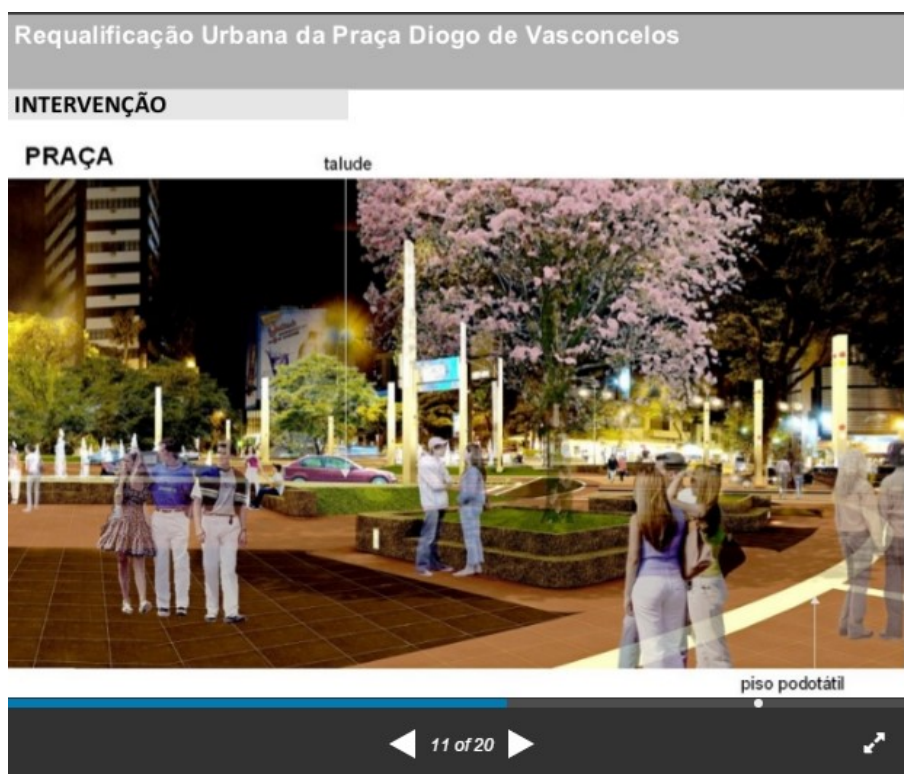 Requalificação Urbana da Praça Diogo de Vasconcelos
INTERVENÇÃO
PRAÇA
talude
piso podotátil
11 of 20